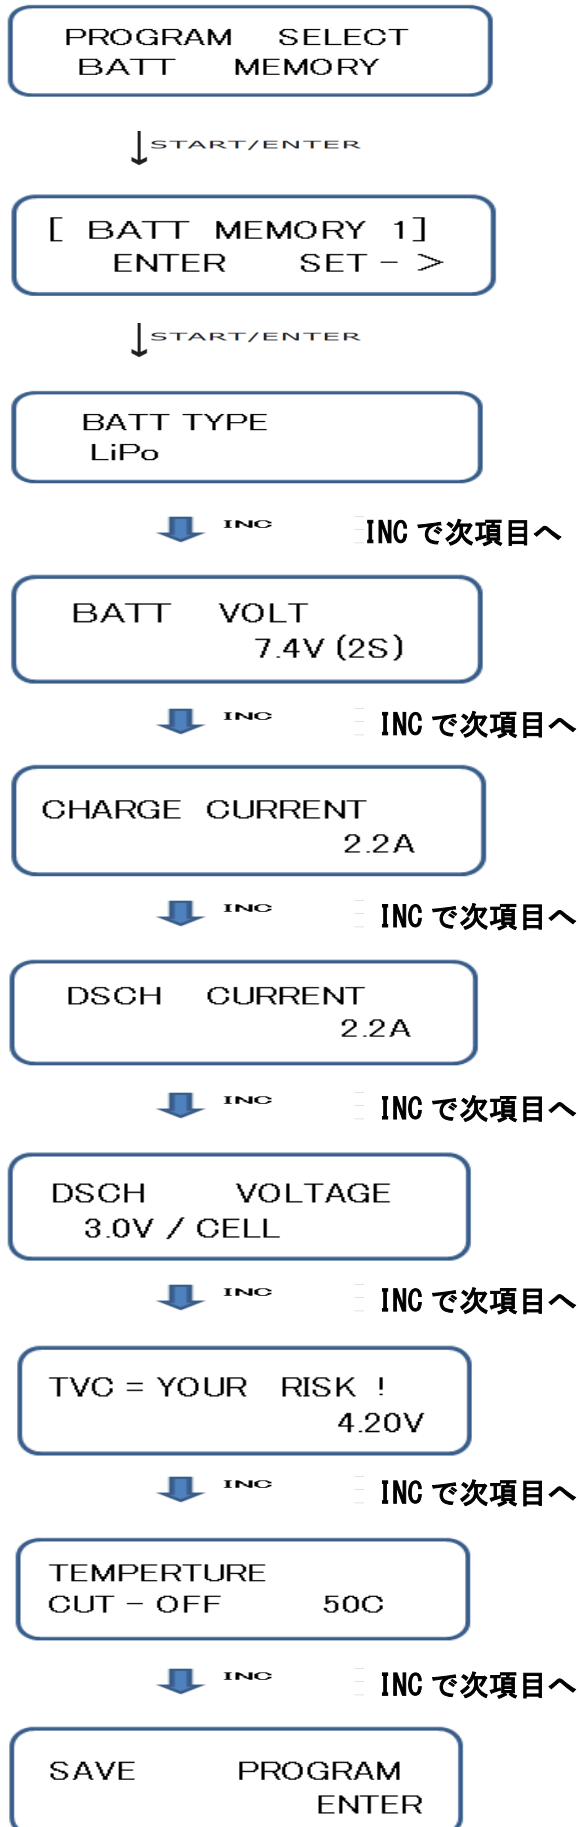 PROGRAM SELECT
BATT MEMORY
↓START/ENTER
[ BATT MEMORY 1]
ENTER SET－＞
↓START/ENTER
BATT TYPE
LiPo
INC INCで次項目へ
BATT VOLT
7.4V (2S)
INC INCで次項目へ
CHARGE CURRENT
2.2A
INC INCで次項目へ
DSCH CURRENT
2.2A
INC INCで次項目へ
DSCH VOLTAGE
3.0V / CELL
INC INCで次項目へ
TVC = YOUR RISK !
4.20V
INC INCで次項目へ
TEMPERTURE
CUT－OFF 50C
INC INCで次項目へ
SAVE PROGRAM
ENTER